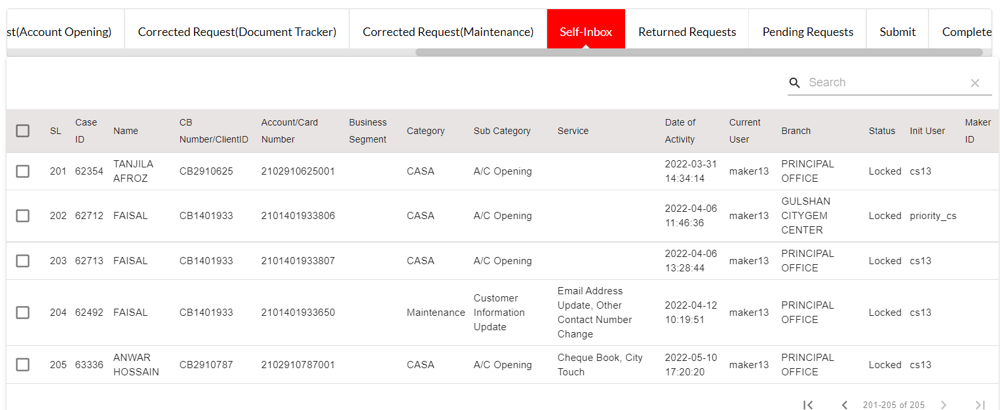 st(Account Opening) Corrected Request(Document Tracker) Corrected Request(Maintenance) Self-Inbox Returned Requests Pending Requests Submit Complete
Search
SL Case ID Name CB Number/ClientID Account/Card Number Business Segment Category Sub Category Service Date of Activity Current User Branch Status Init User Maker ID
201 62354 TANJILA AFROZ CB2910625 2102910625001 CASA A/C Opening 2022-03-31 14:34:14 maker13 PRINCIPAL OFFICE Locked cs13
202 62712 FAISAL CB1401933 2101401933806 CASA A/C Opening 2022-04-06 11:46:36 maker13 GULSHAN CITYGEM CENTER Locked priority_cs
203 62713 FAISAL CB1401933 2101401933807 CASA A/C Opening 2022-04-06 13:28:44 maker13 PRINCIPAL OFFICE Locked cs13
204 62492 FAISAL CB1401933 2101401933650 Maintenance Customer Information Update Email Address Update, Other Contact Number Change 2022-04-12 10:19:51 maker13 PRINCIPAL OFFICE Locked cs13
205 63336 ANWAR HOSSAIN CB2910787 2102910787001 CASA A/C Opening Cheque Book, City Touch 2022-05-10 17:20:20 maker13 PRINCIPAL OFFICE Locked cs13
201-205 of 205